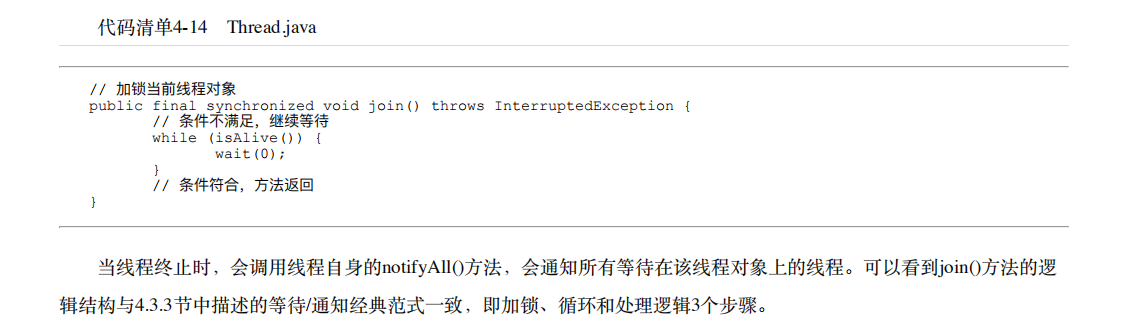 代码清单4-14 Thread.java
// 加锁当前线程对象
public final synchronized void join() throws InterruptedException {
// 条件不满足，继续等待
while (isAlive()) {
wait(0);
}
// 条件符合，方法返回
}
当线程终止时，会调用线程自身的notifyAll()方法，会通知所有等待在该线程对象上的线程。可以看到join()方法的逻
辑结构与4.3.3节中描述的等待/通知经典范式一致，即加锁、循环和处理逻辑3个步骤。